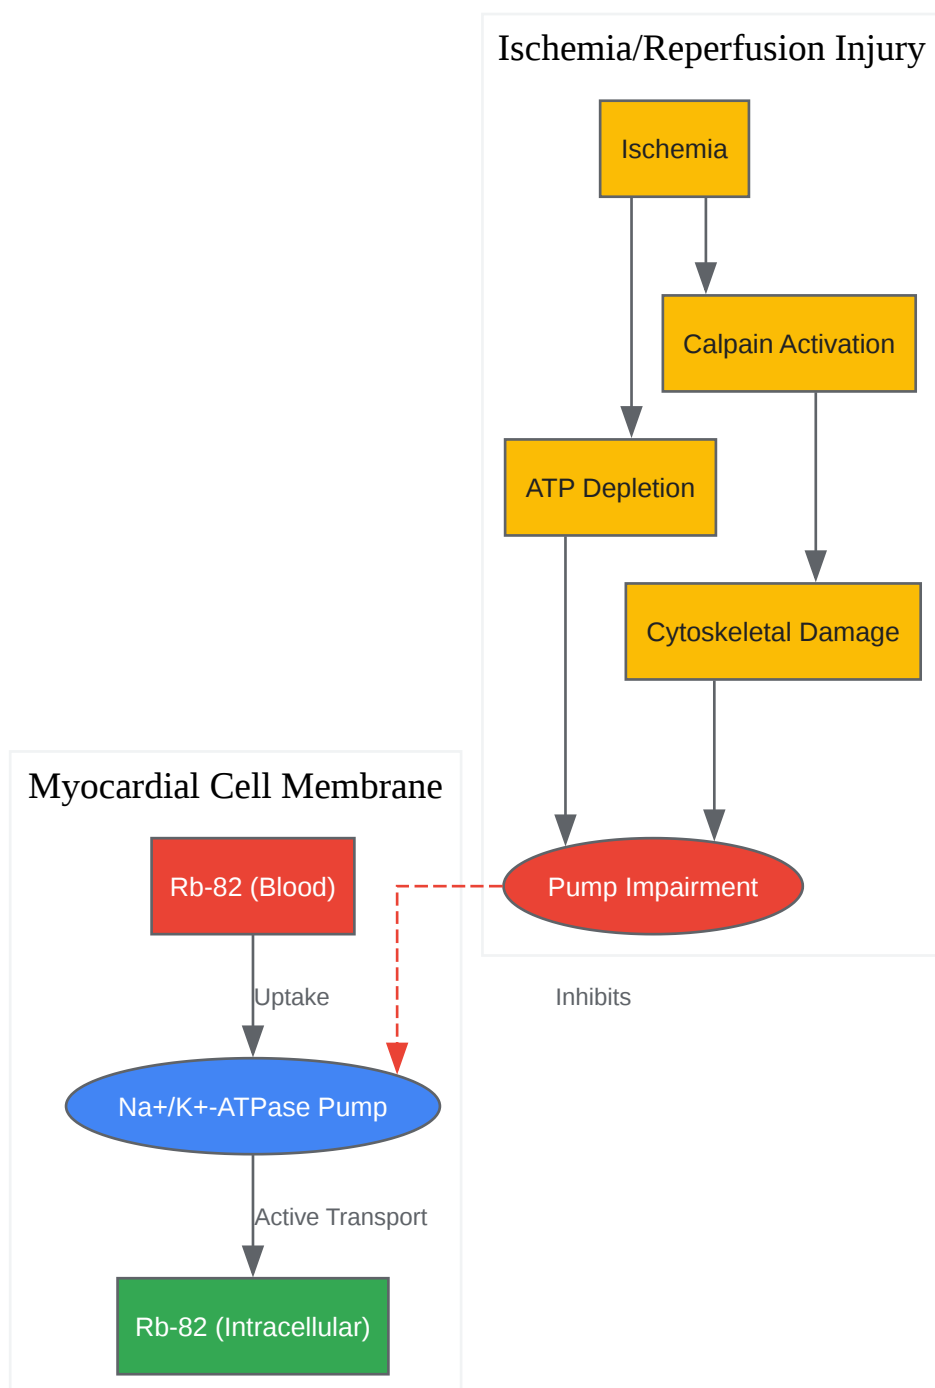 Ischemia/Reperfusion Injury
Ischemia
Calpain Activation
ATP Depletion
Cytoskeletal Damage
Pump Impairment
Inhibits
Myocardial Cell Membrane
Rb-82 (Blood)
Uptake
Na+/K+-ATPase Pump
Active Transport
Rb-82 (Intracellular)